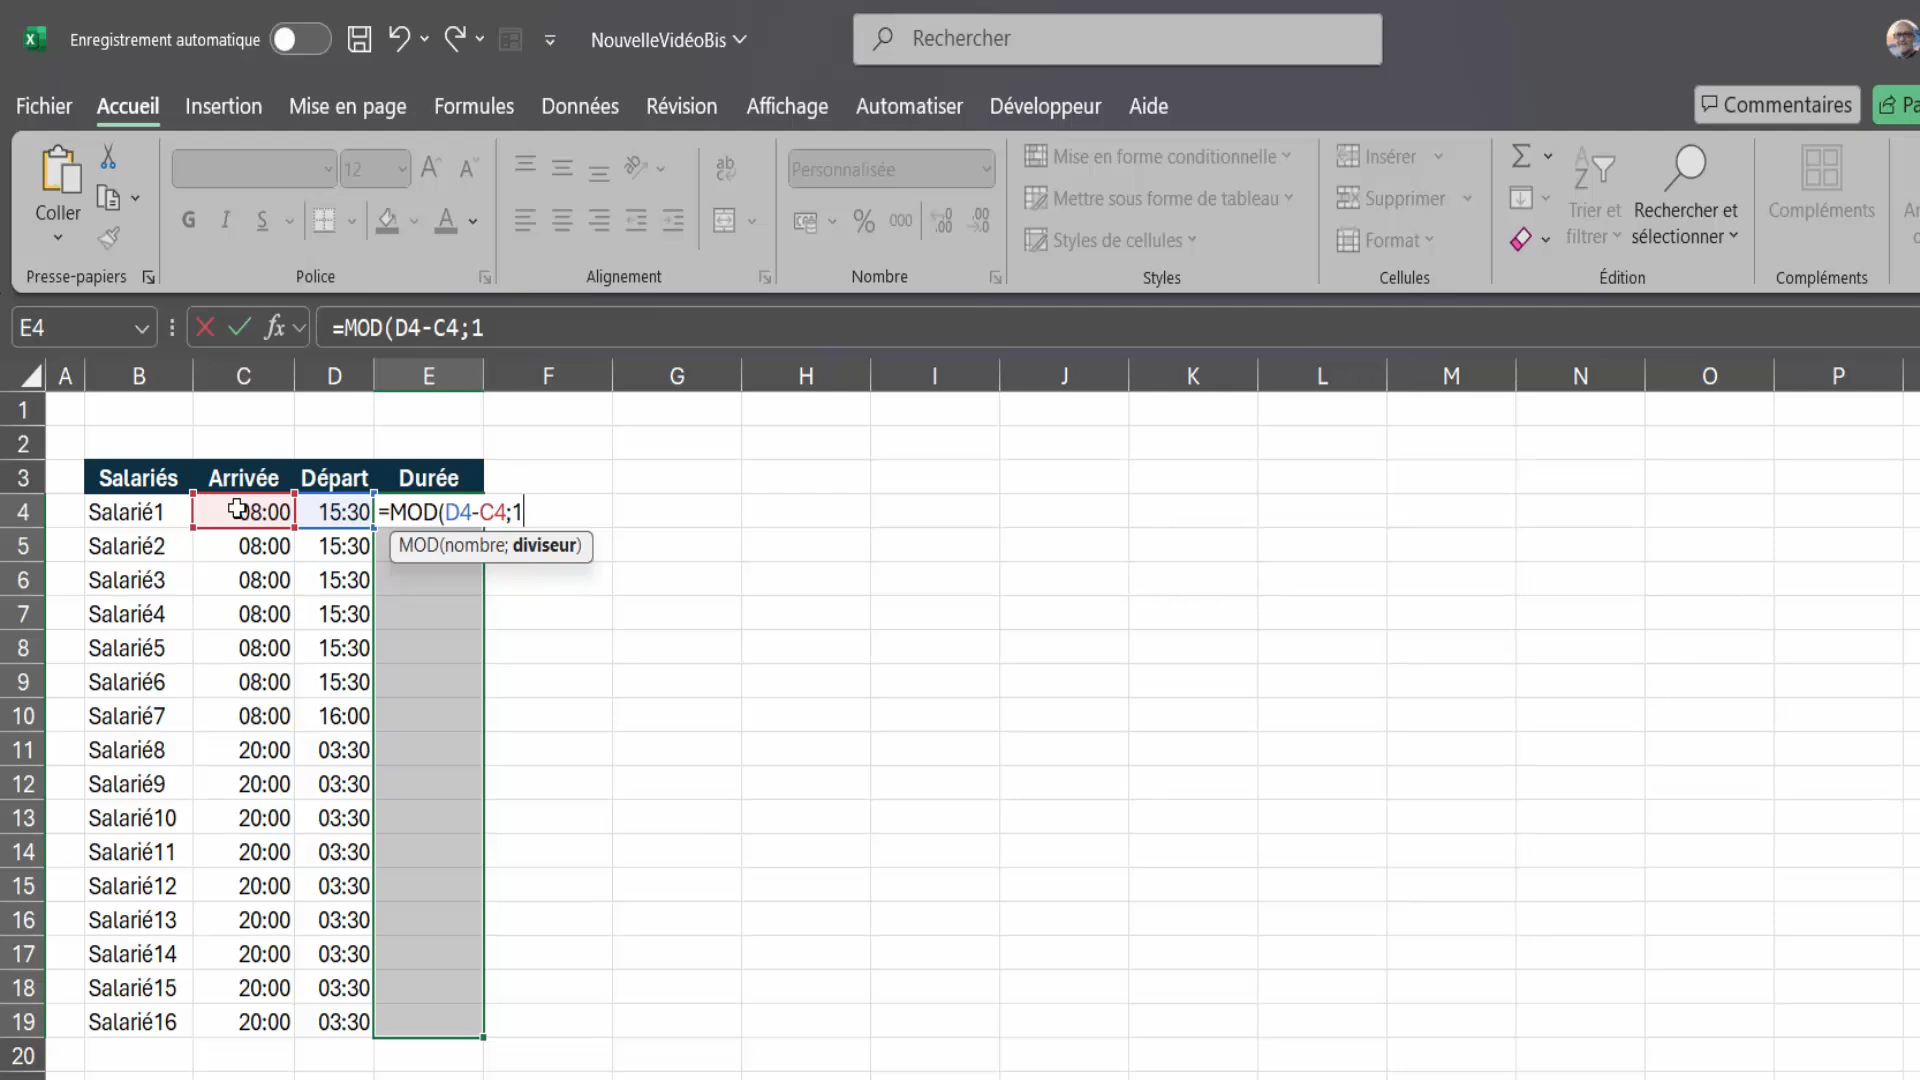 Enregistrement automatique
NouvelleVidéoBis
Rechercher
Fichier Accueil Insertion Mise en page Formules Données Révision Affichage Automatiser Développeur Aide
Commentaires
Coller
12
G I S
Personnalisée
% 000
Mise en forme conditionnelle
Mettre sous forme de tableau
Styles de cellules
Insérer
Supprimer
Format
Trier et filtrer
Rechercher et sélectionner
Compléments
Presse-papiers Police Alignement Nombre Styles Cellules Édition Compléments
E4 fx =MOD(D4-C4;1
A B C D E F G H I J K L M N O P
1
2
3 Salariés Arrivée Départ Durée
4 Salarié1 08:00 15:30 =MOD(D4-C4;1
MOD(nombre; diviseur)
5 Salarié2 08:00 15:30
6 Salarié3 08:00 15:30
7 Salarié4 08:00 15:30
8 Salarié5 08:00 15:30
9 Salarié6 08:00 15:30
10 Salarié7 08:00 16:00
11 Salarié8 20:00 03:30
12 Salarié9 20:00 03:30
13 Salarié10 20:00 03:30
14 Salarié11 20:00 03:30
15 Salarié12 20:00 03:30
16 Salarié13 20:00 03:30
17 Salarié14 20:00 03:30
18 Salarié15 20:00 03:30
19 Salarié16 20:00 03:30
20